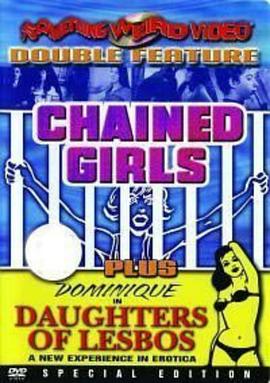 SOMETHING WEIRD VIDEO
DOUBLE FEATURE
CHAINED
GIRLS
PLUS
DOMINIQUE
IN
DAUGHTERS
OF LESBOS
A NEW EXPERIENCE IN EROTICA
DVD
SPECIAL EDITION